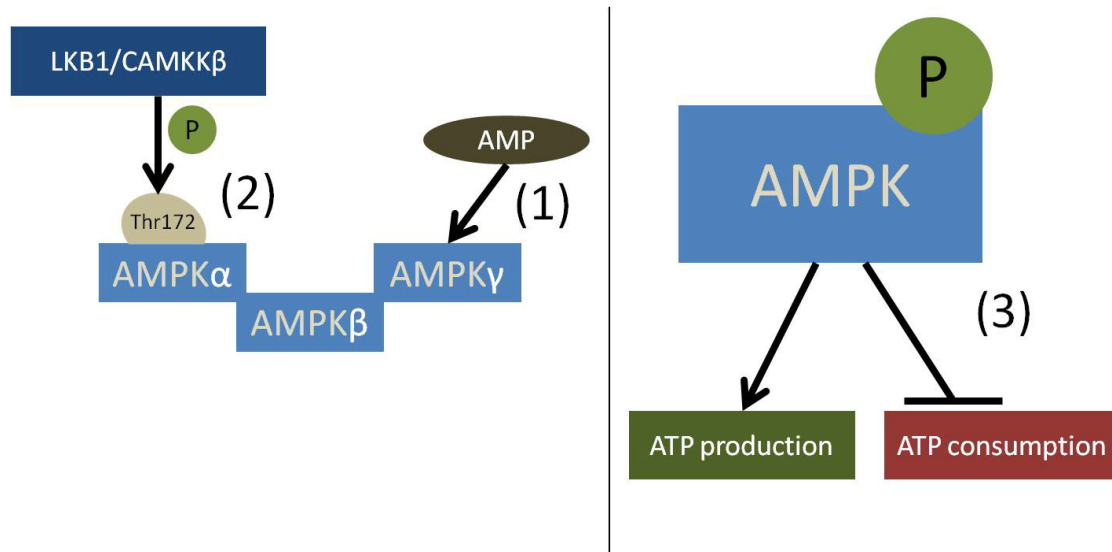 LKB1/CAMKKβ
P
AMP
(2)
(1)
Thr172
AMPKα
AMPKγ
AMPKβ
P
AMPK
(3)
ATP production
ATP consumption